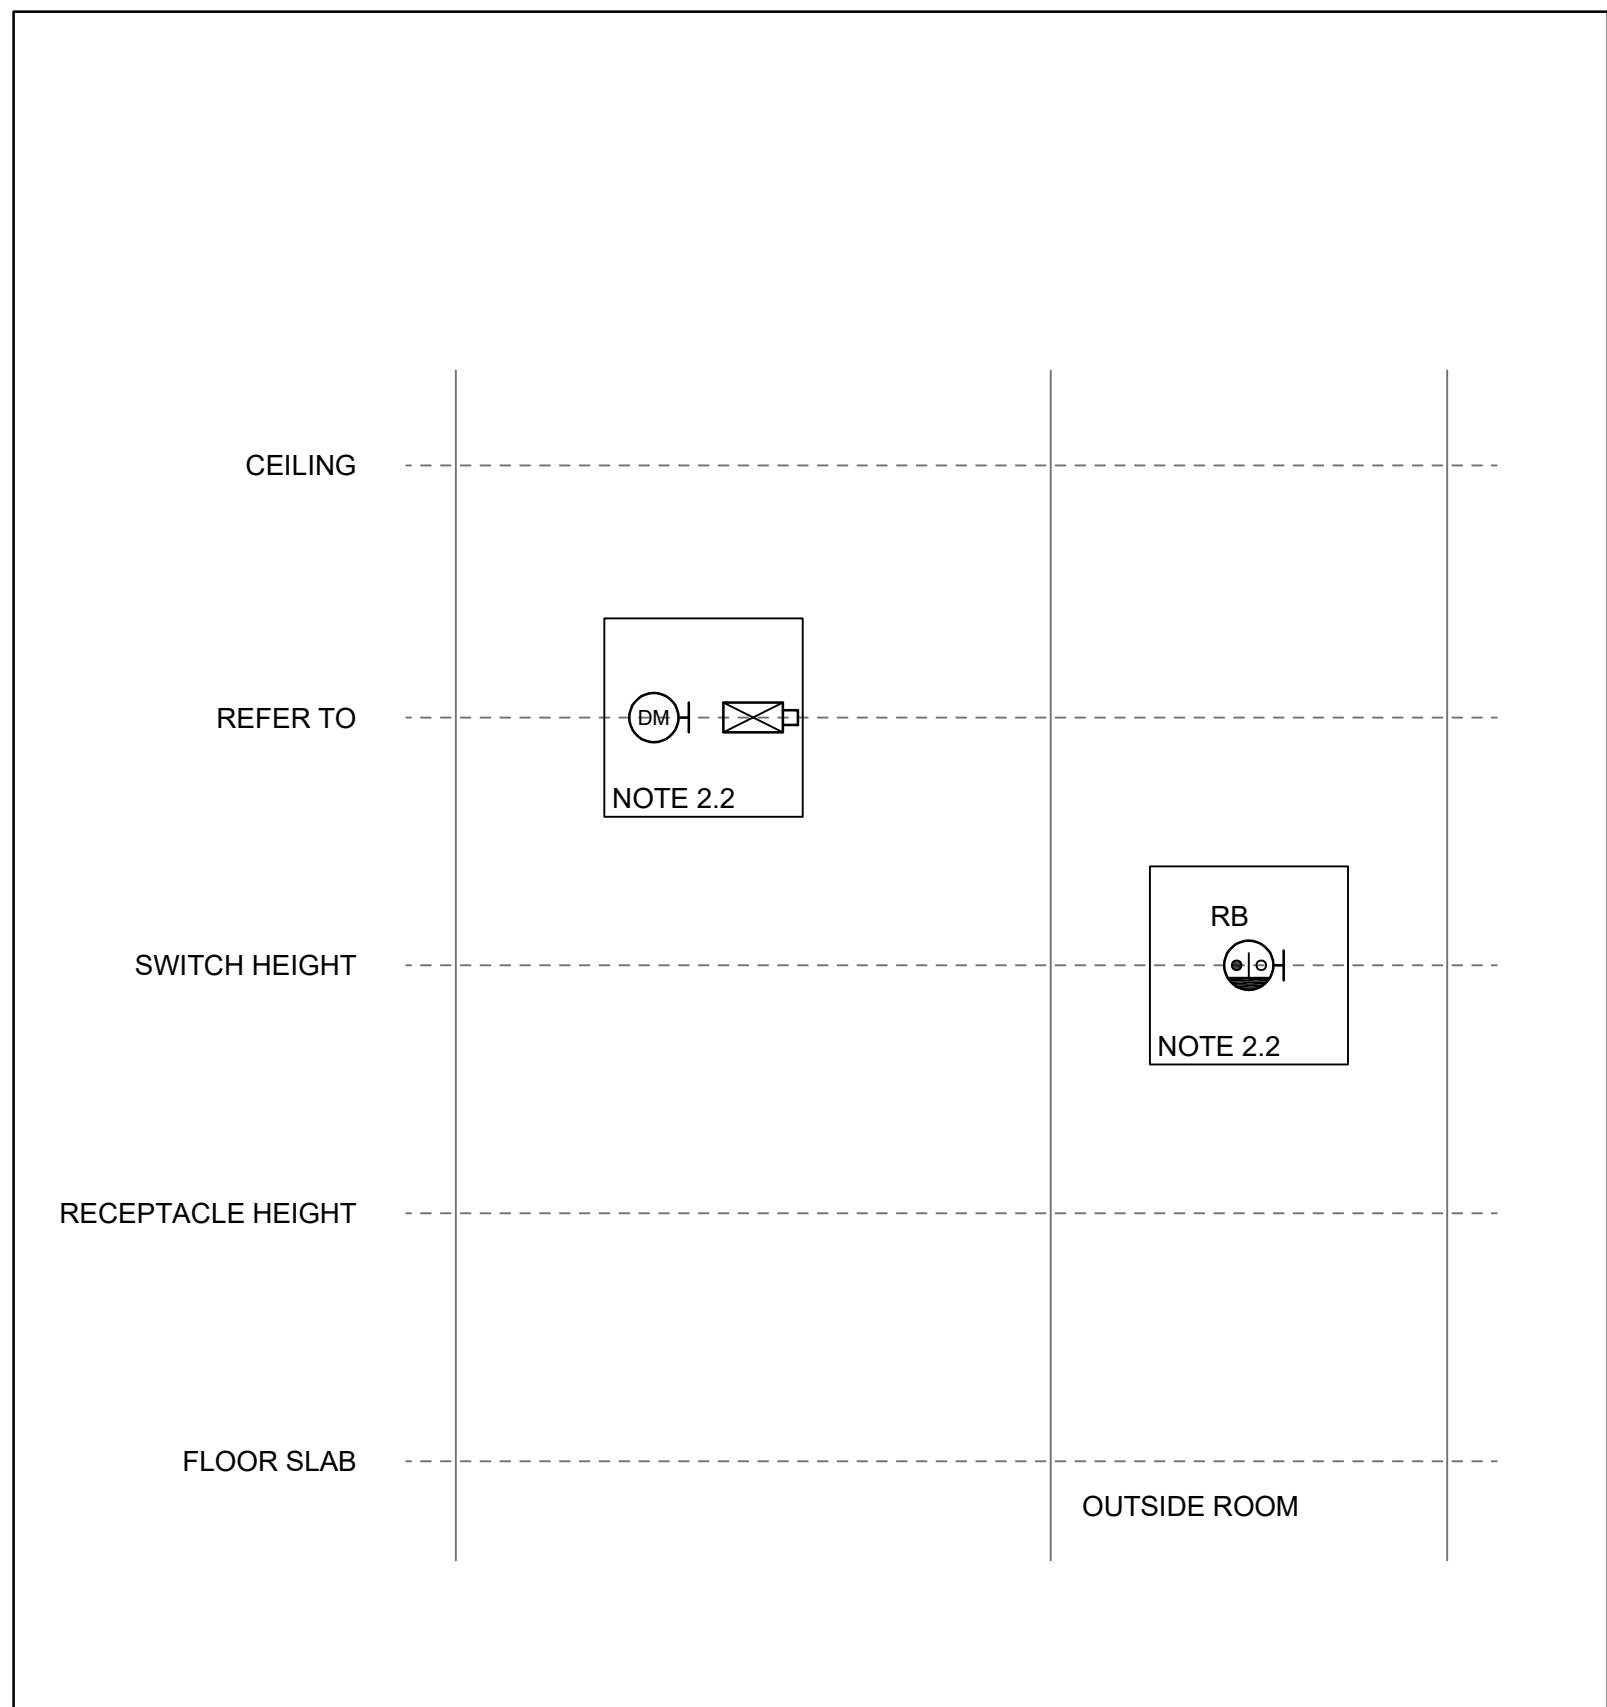 CEILING
REFER TO
DM
NOTE 2.2
RB
SWITCH HEIGHT
NOTE 2.2
RECEPTACLE HEIGHT
FLOOR SLAB
OUTSIDE ROOM